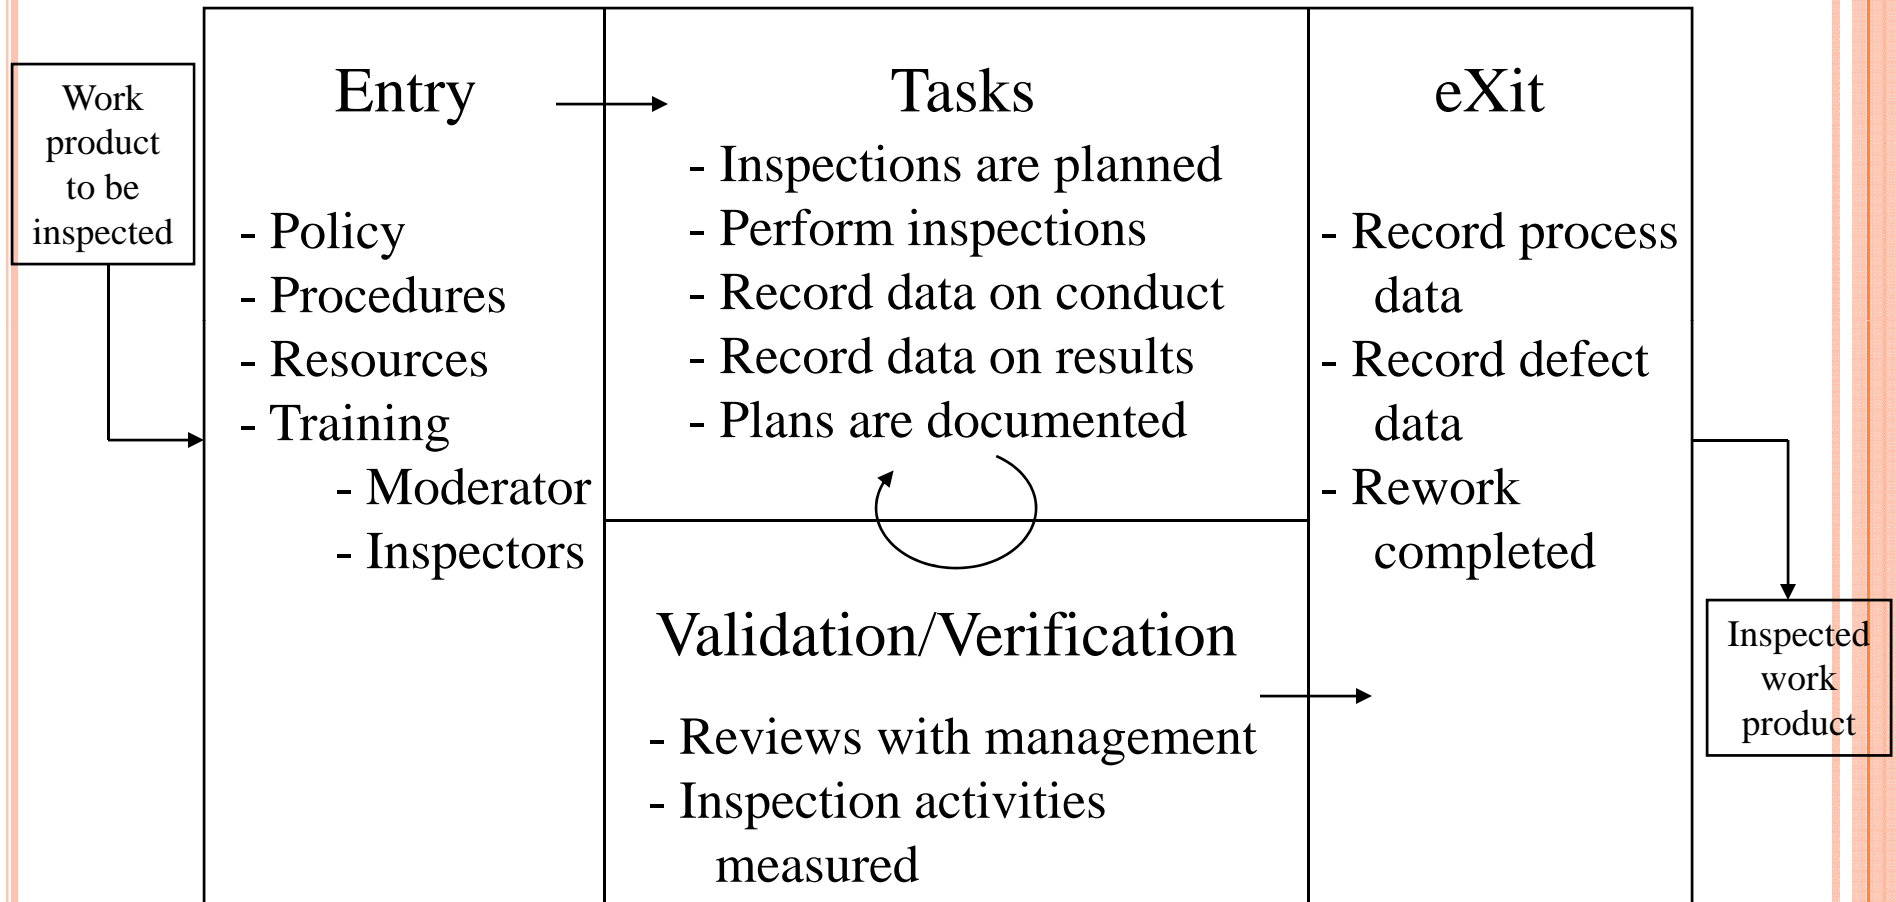 Work
product
to be
inspected
Entry
- Policy
- Procedures
- Resources
- Training
- Moderator
- Inspectors
Tasks
- Inspections are planned
- Perform inspections
- Record data on conduct
- Record data on results
- Plans are documented
Validation/Verification
- Reviews with management
- Inspection activities
measured
eXit
- Record process
data
- Record defect
data
- Rework
completed
Inspected
work
product